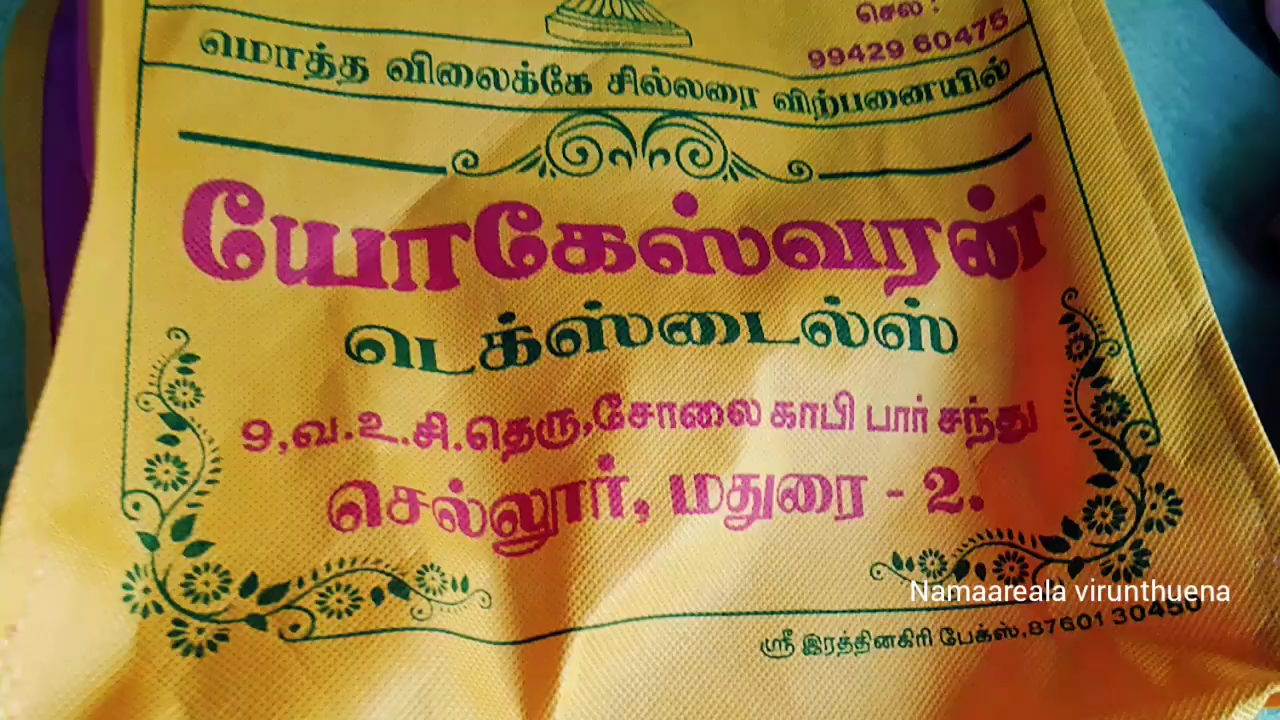 செல :
99429 60475
மொத்த விலைக்கே சில்லரை விற்பனையில்
யோகேஸ்வரன்
டெக்ஸ்டைல்ஸ்
9,வ.உ.சி.தெரு,சோலை காபி பார் சந்து
செல்லூர், மதுரை - 2.
Namaareala virunthuena
ஸ்ரீ இரத்தினகிரி பேக்ஸ்,87601 30450